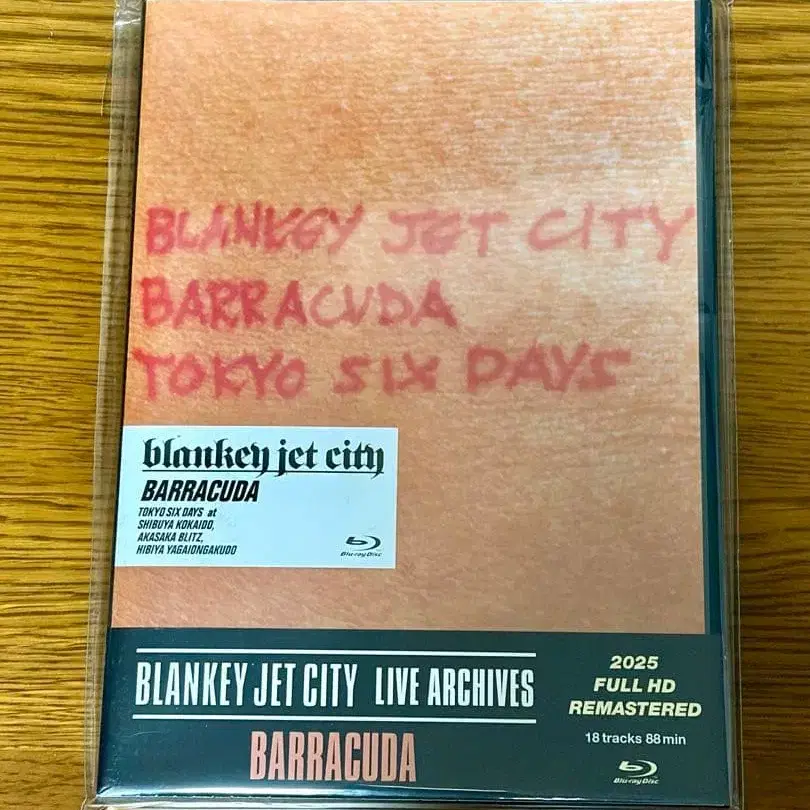 BLANKEY JET CITY
BARRACUDA
TOKYO SIX DAYS
blankey jet city
BARRACUDA
TOKYO SIX DAYS at
SHIBUYA KOKAIDO,
AKASAKA BLITZ,
HIBIYA YAGAIONGAKUDO
Blu-ray Disc
BLANKEY JET CITY LIVE ARCHIVES
BARRACUDA
2025
FULL HD
REMASTERED
18 tracks 88 min
Blu-ray Disc